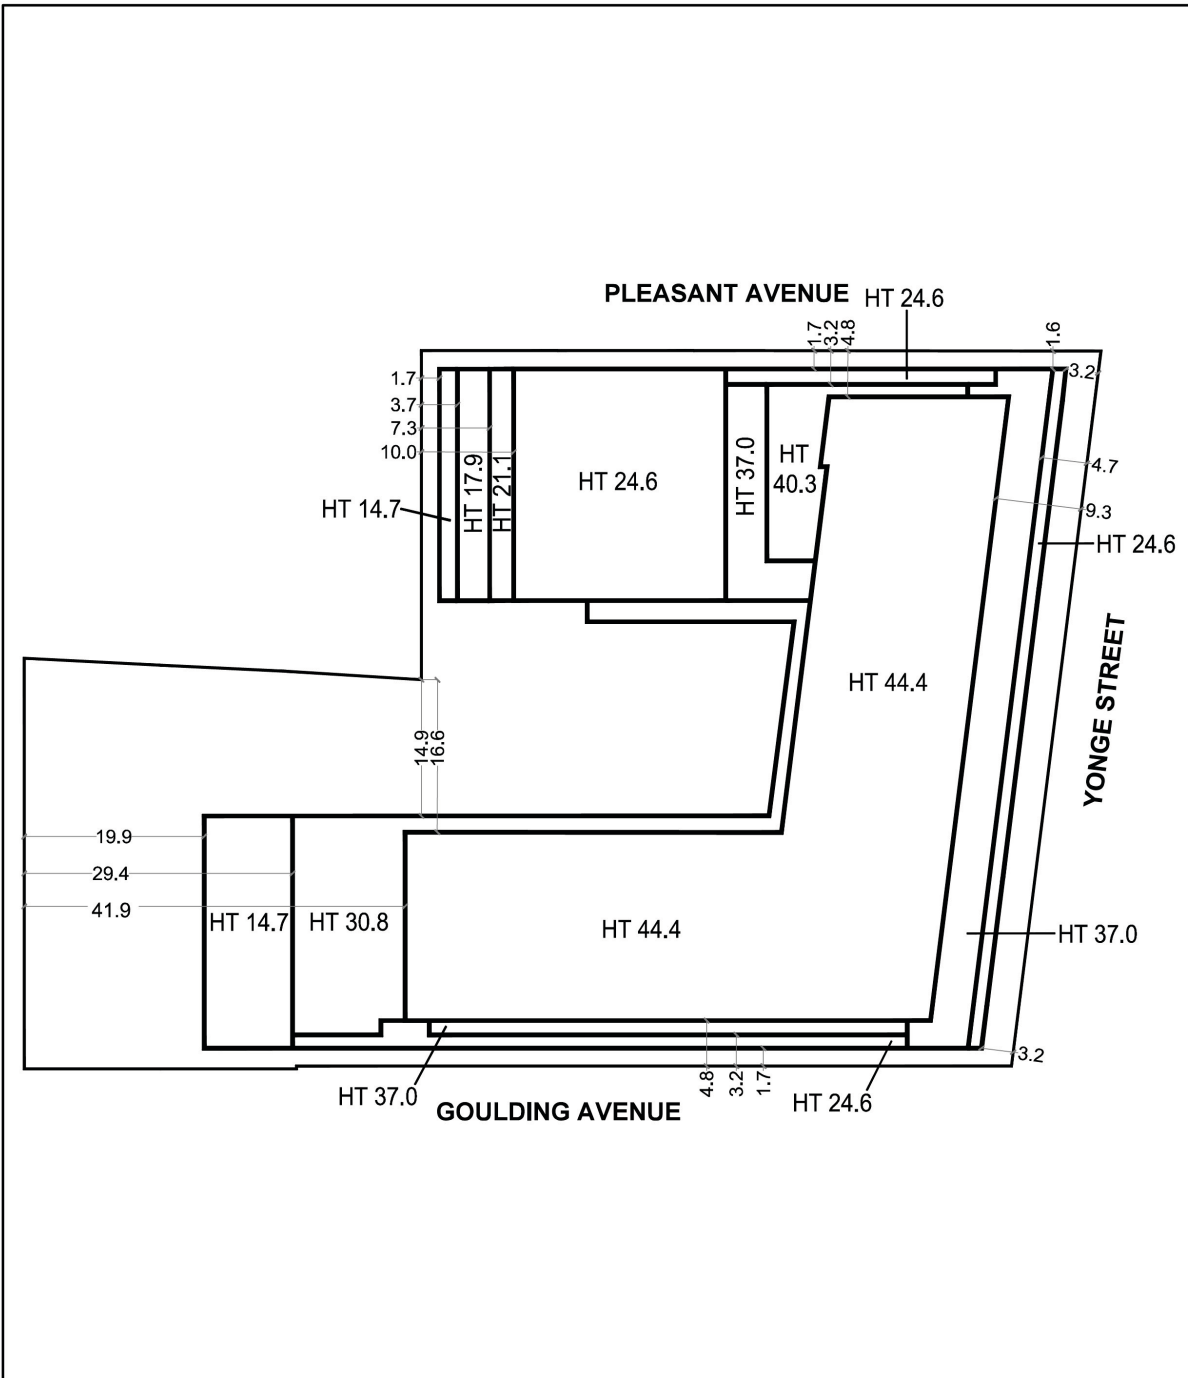 PLEASANT AVENUE
HT 24.6
1.7
3.2
4.8
1.6
3.2
1.7
3.7
7.3
10.0
HT 14.7
HT 17.9
HT 21.1
HT 24.6
HT 37.0
HT
40.3
4.7
9.3
HT 24.6
HT 44.4
YONGE STREET
14.9
16.6
19.9
29.4
41.9
HT 14.7
HT 30.8
HT 44.4
HT 37.0
4.8
3.2
1.7
3.2
HT 37.0
GOULDING AVENUE
HT 24.6